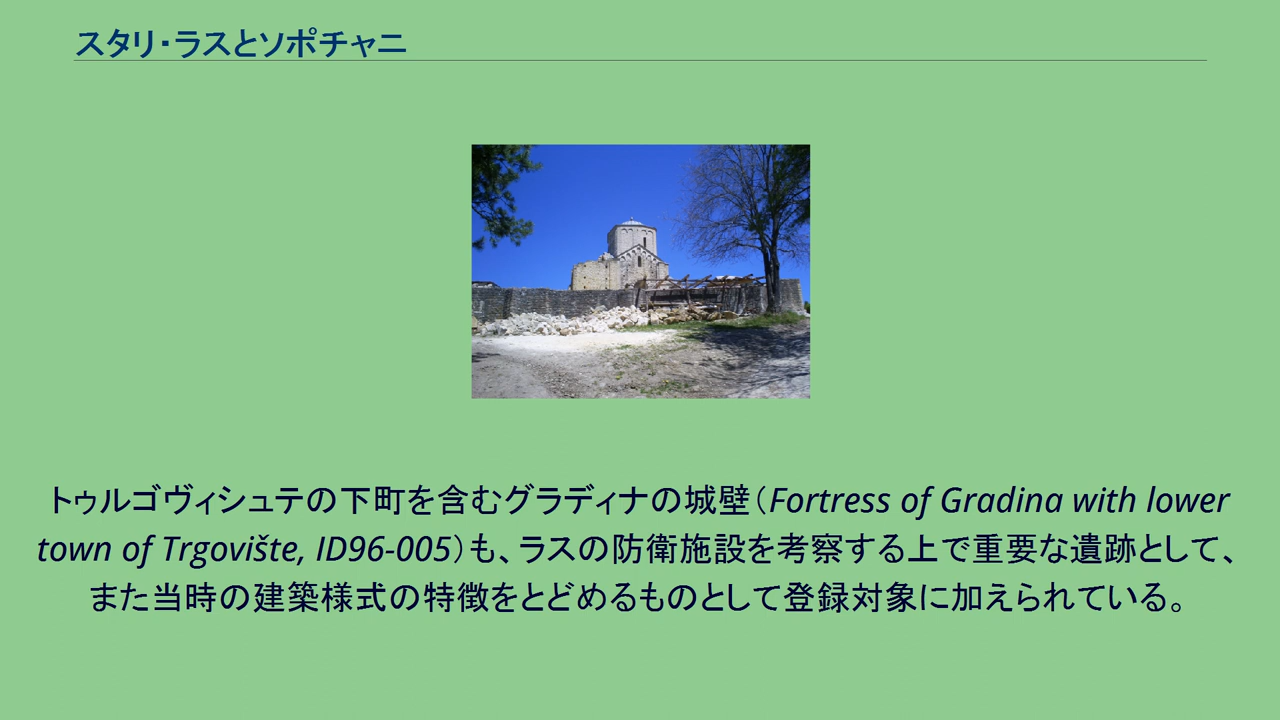 スタリ・ラスとソポチャニ
トゥルゴヴィシュテの下町を含むグラディナの城壁（Fortress of Gradina with lower
town of Trgovište, ID96-005）も、ラスの防衛施設を考察する上で重要な遺跡として、
また当時の建築様式の特徴をとどめるものとして登録対象に加えられている。